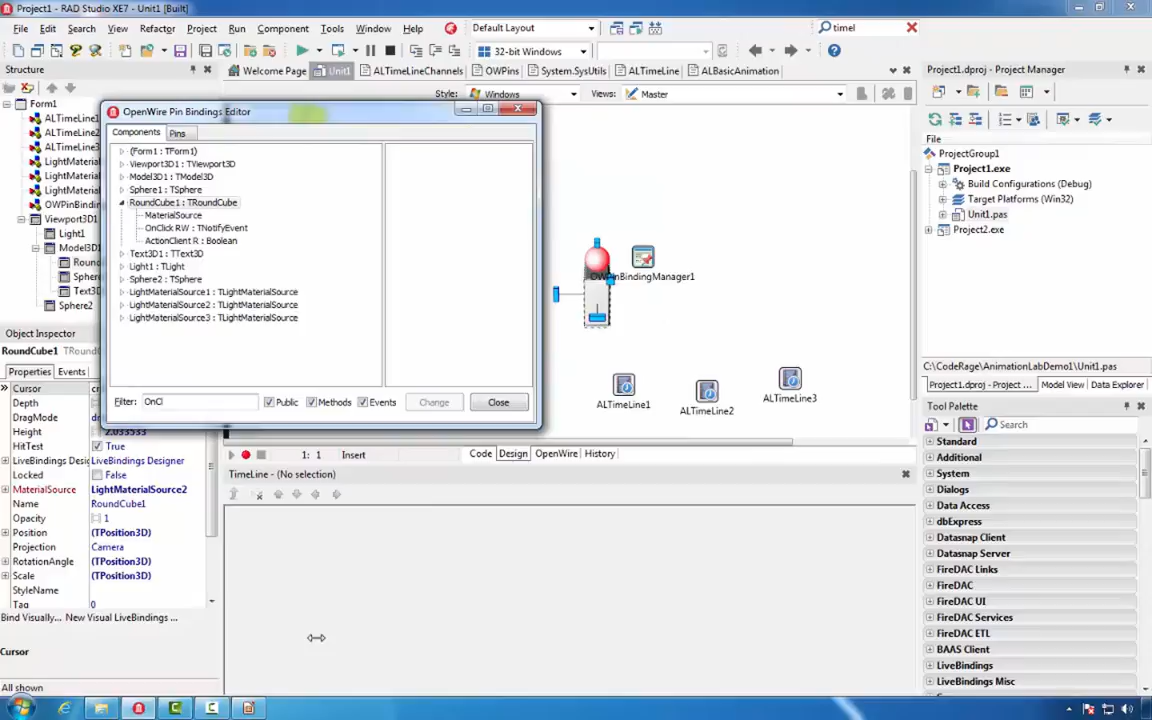 Project1 - RAD Studio XE7 - Unit1 [Built]
File Edit Search View Refactor Project Run Component Tools Window Help Default Layout timel
32-bit Windows
Structure
Welcome Page Unit1 ALTimeLineChannels OWPins System.SysUtils ALTimeLine ALBasicAnimation
Style: Windows Views: Master
Form1
ALTimeLine1
ALTimeLine2
ALTimeLine3
LightMaterial
LightMaterial
LightMaterial
OWPinBinding
Viewport3D1
Light1
Model3D1
Round
Sphere
Text3D
Sphere2
OpenWire Pin Bindings Editor
Components Pins
(Form1 : TForm1)
Viewport3D1 : TViewport3D
Model3D1 : TModel3D
Sphere1 : TSphere
RoundCube1 : TRoundCube
MaterialSource
OnClick RW : TNotifyEvent
ActionClient R : Boolean
Text3D1 : TText3D
Light1 : TLight
Sphere2 : TSphere
LightMaterialSource1 : TLightMaterialSource
LightMaterialSource2 : TLightMaterialSource
LightMaterialSource3 : TLightMaterialSource
Filter: OnCl Public Methods Events Change Close
OWPinBindingManager1
ALTimeLine1
ALTimeLine2
ALTimeLine3
Object Inspector
RoundCube1 TRoundC
Properties Events
Cursor cr
Depth
DragMode
Height 2.033533
HitTest True
LiveBindings Desig LiveBindings Designer
Locked False
MaterialSource LightMaterialSource2
Name RoundCube1
Opacity 1
Position (TPosition3D)
Projection Camera
RotationAngle (TPosition3D)
Scale (TPosition3D)
StyleName
Tag 0
Bind Visually... New Visual LiveBindings ...
Cursor
All shown
1: 1 Insert Code Design OpenWire History
TimeLine - (No selection)
Project1.dproj - Project Manager
File
ProjectGroup1
Project1.exe
Build Configurations (Debug)
Target Platforms (Win32)
Unit1.pas
Project2.exe
C:\CodeRage\AnimationLabDemo1\Unit1.pas
Project1.dproj - Project ... Model View Data Explorer
Tool Palette
Search
Standard
Additional
System
Dialogs
Data Access
dbExpress
Datasnap Client
Datasnap Server
FireDAC Links
FireDAC
FireDAC UI
FireDAC Services
FireDAC ETL
BAAS Client
LiveBindings
LiveBindings Misc